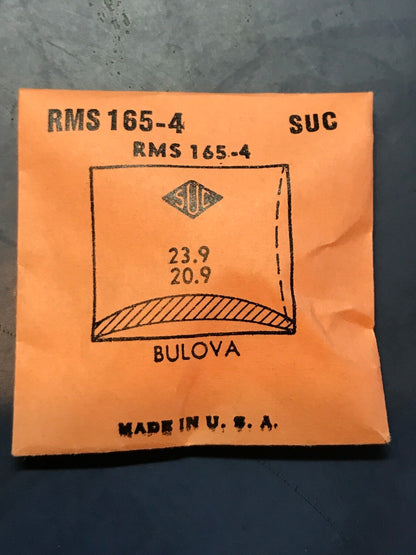 RMS 165-4 SUC
RMS 165-4
SUC
23.9
20.9
BULOVA
MADE IN U. S. A.